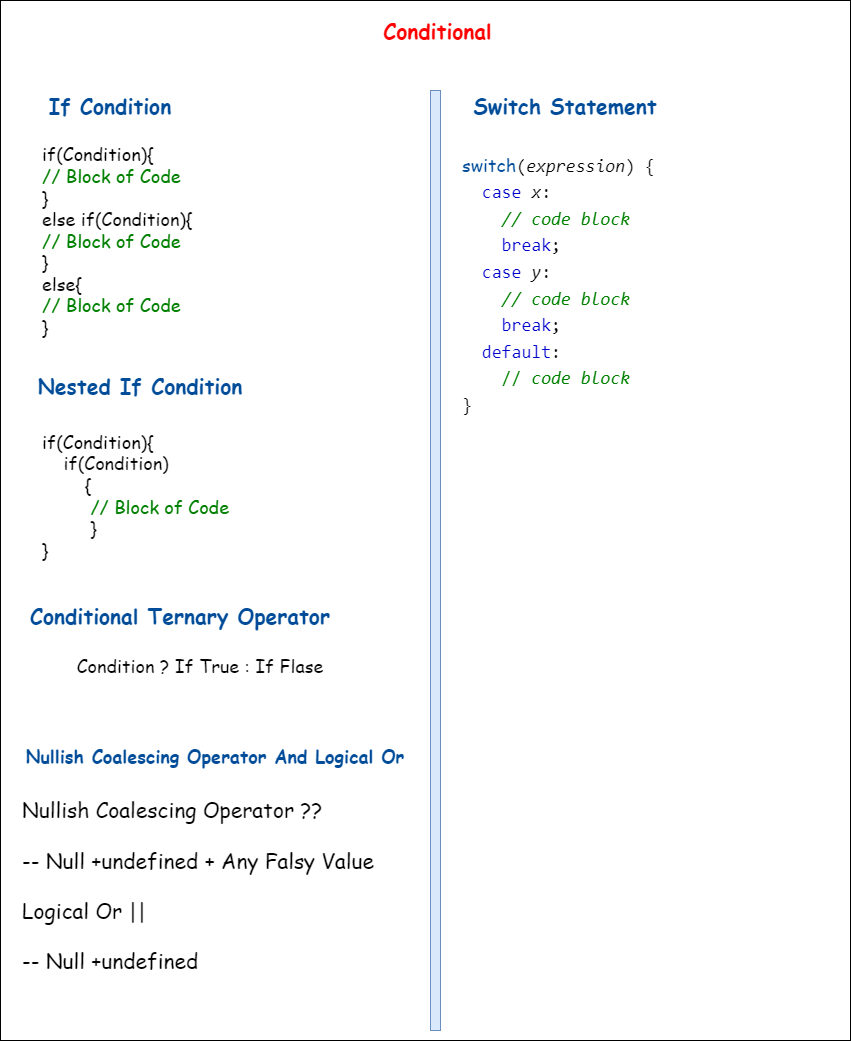 Conditional
If Condition
if(Condition){
// Block of Code
}
else if(Condition){
// Block of Code
}
else{
// Block of Code
}
Nested If Condition
if(Condition){
if(Condition)
{
// Block of Code
}
}
Conditional Ternary Operator
Condition ? If True : If Flase
Nullish Coalescing Operator And Logical Or
Nullish Coalescing Operator ??
-- Null +undefined + Any Falsy Value
Logical Or ||
-- Null +undefined
Switch Statement
switch(expression) {
case x:
// code block
break;
case y:
// code block
break;
default:
// code block
}